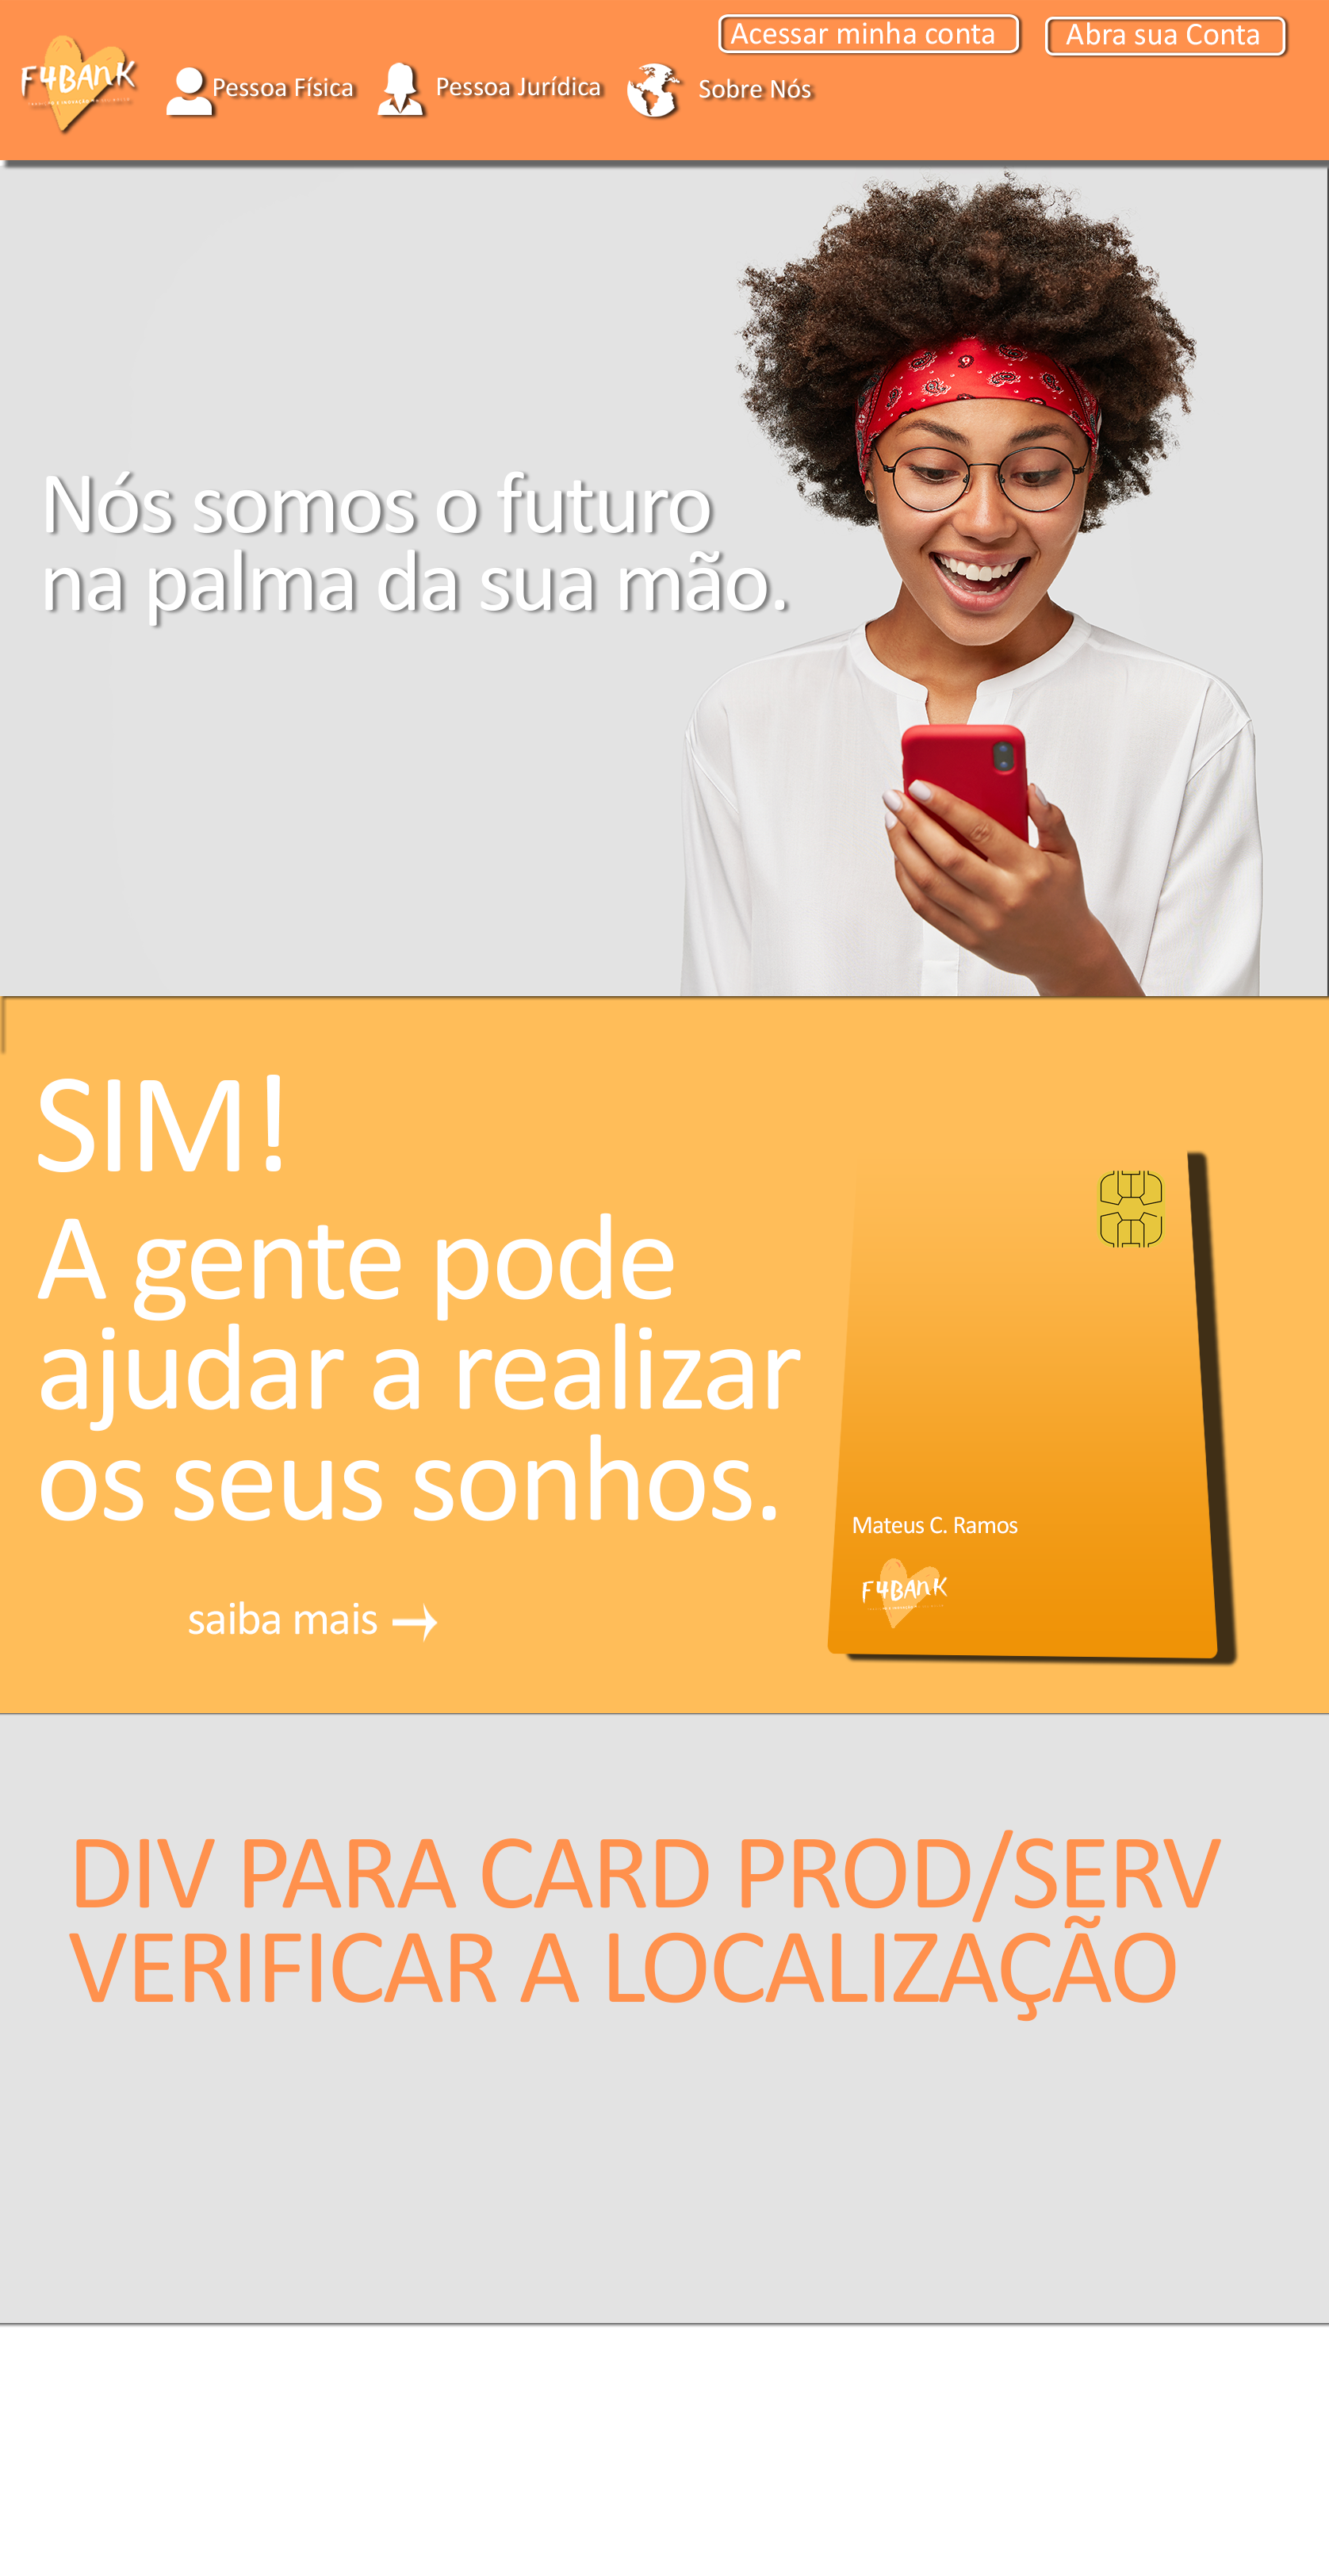 Acessar minha conta
Abra sua Conta
F4BANK
Pessoa Física
Pessoa Jurídica
Sobre Nós
Nós somos o futuro
na palma da sua mão.
SIM!
A gente pode
ajudar a realizar
os seus sonhos.
saiba mais
Mateus C. Ramos
F4BANK
DIV PARA CARD PROD/SERV
VERIFICAR A LOCALIZAÇÃO